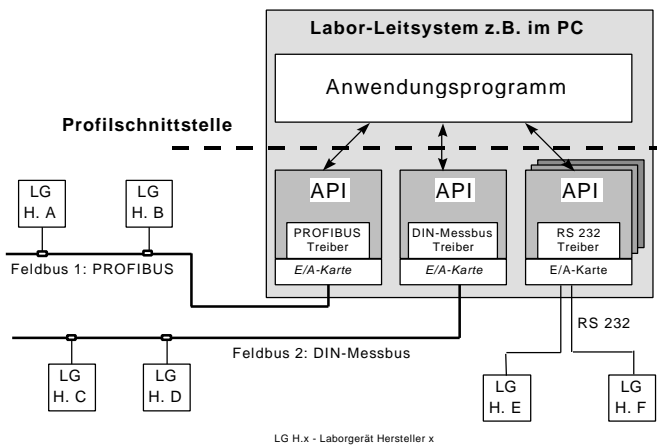 Labor-Leitsystem z.B. im PC
Anwendungsprogramm
Profilschnittstelle
API
API
API
PROFIBUS
Treiber
DIN-Messbus
Treiber
RS 232
Treiber
E/A-Karte
E/A-Karte
E/A-Karte
LG
H. A
LG
H. B
Feldbus 1: PROFIBUS
RS 232
Feldbus 2: DIN-Messbus
LG
H. C
LG
H. D
LG
H. E
LG
H. F
LG H.x - Laborgerät Hersteller x